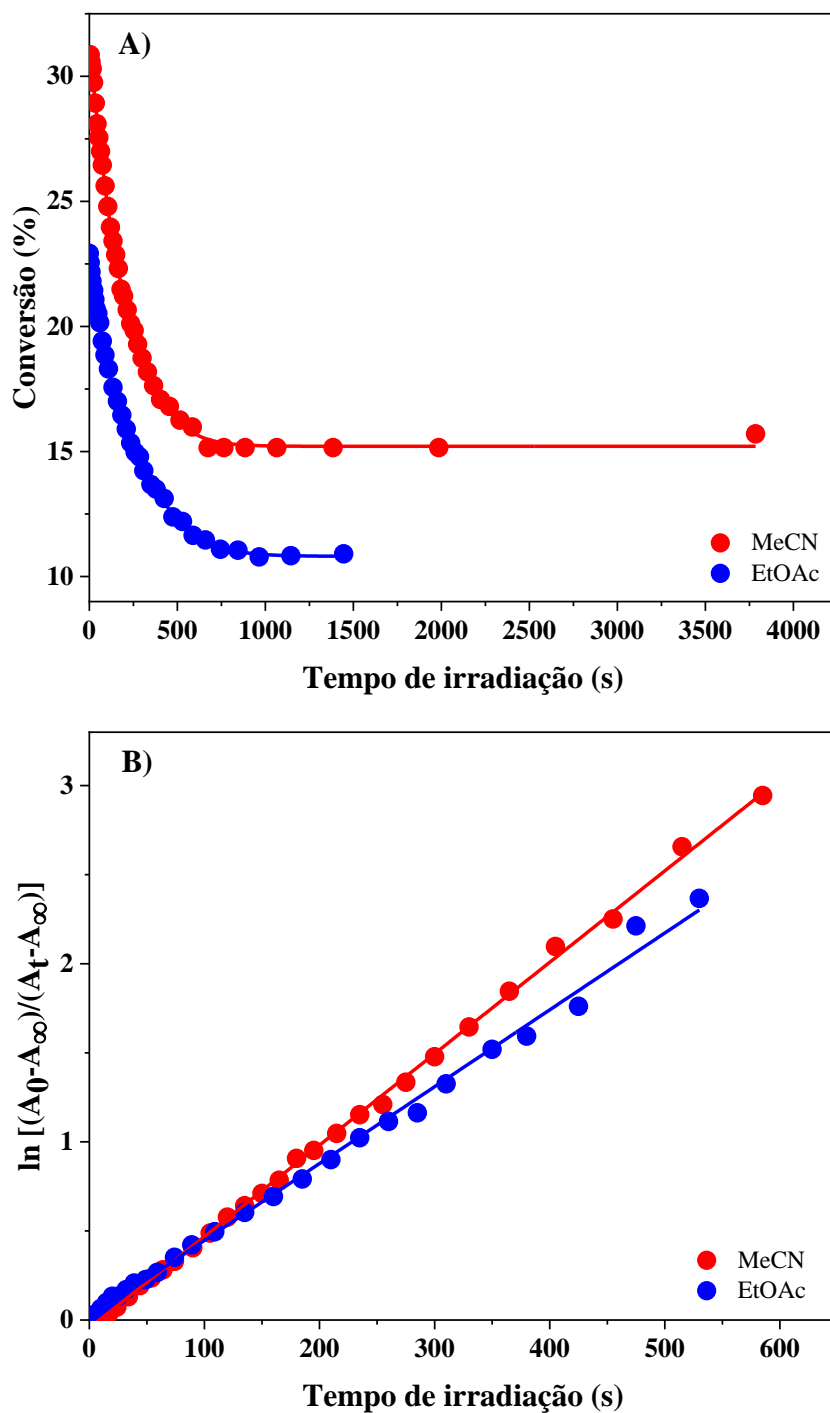 A)
30
25
20
15
10
Conversão (%)
MeCN
EtOAc
0 500 1000 1500 2000 2500 3000 3500 4000
Tempo de irradiação (s)
B)
3
2
1
0
ln [(A0-A∞)/(At-A∞)]
MeCN
EtOAc
0 100 200 300 400 500 600
Tempo de irradiação (s)